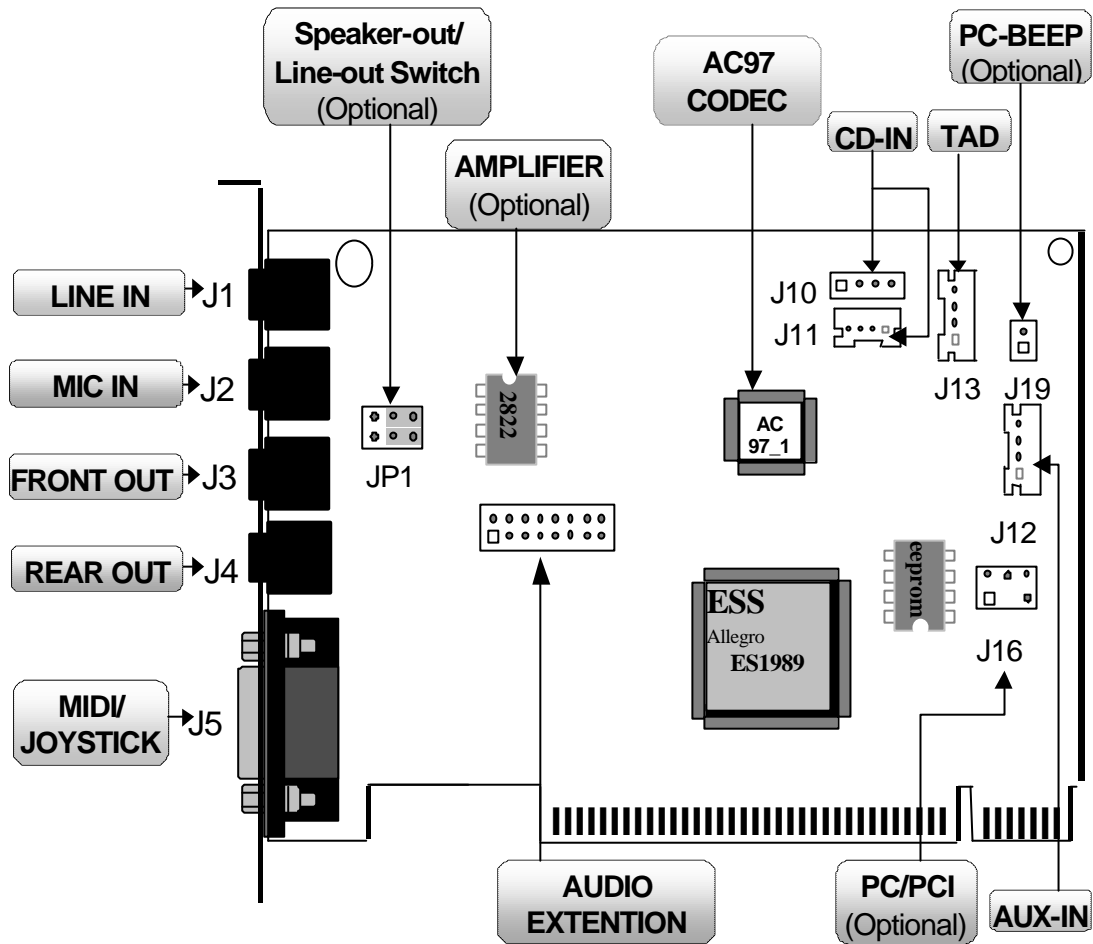 Speaker-out/
Line-out Switch
(Optional)
AC97
CODEC
PC-BEEP
(Optional)
CD-IN
TAD
AMPLIFIER
(Optional)
LINE IN
J1
J10
J11
MIC IN
J2
2822
J13
J19
AC
97_1
JP1
FRONT OUT
J3
J12
REAR OUT
J4
eeprom
ESS
Allegro
ES1989
J16
MIDI/
JOYSTICK
J5
AUDIO
EXTENTION
PC/PCI
(Optional)
AUX-IN